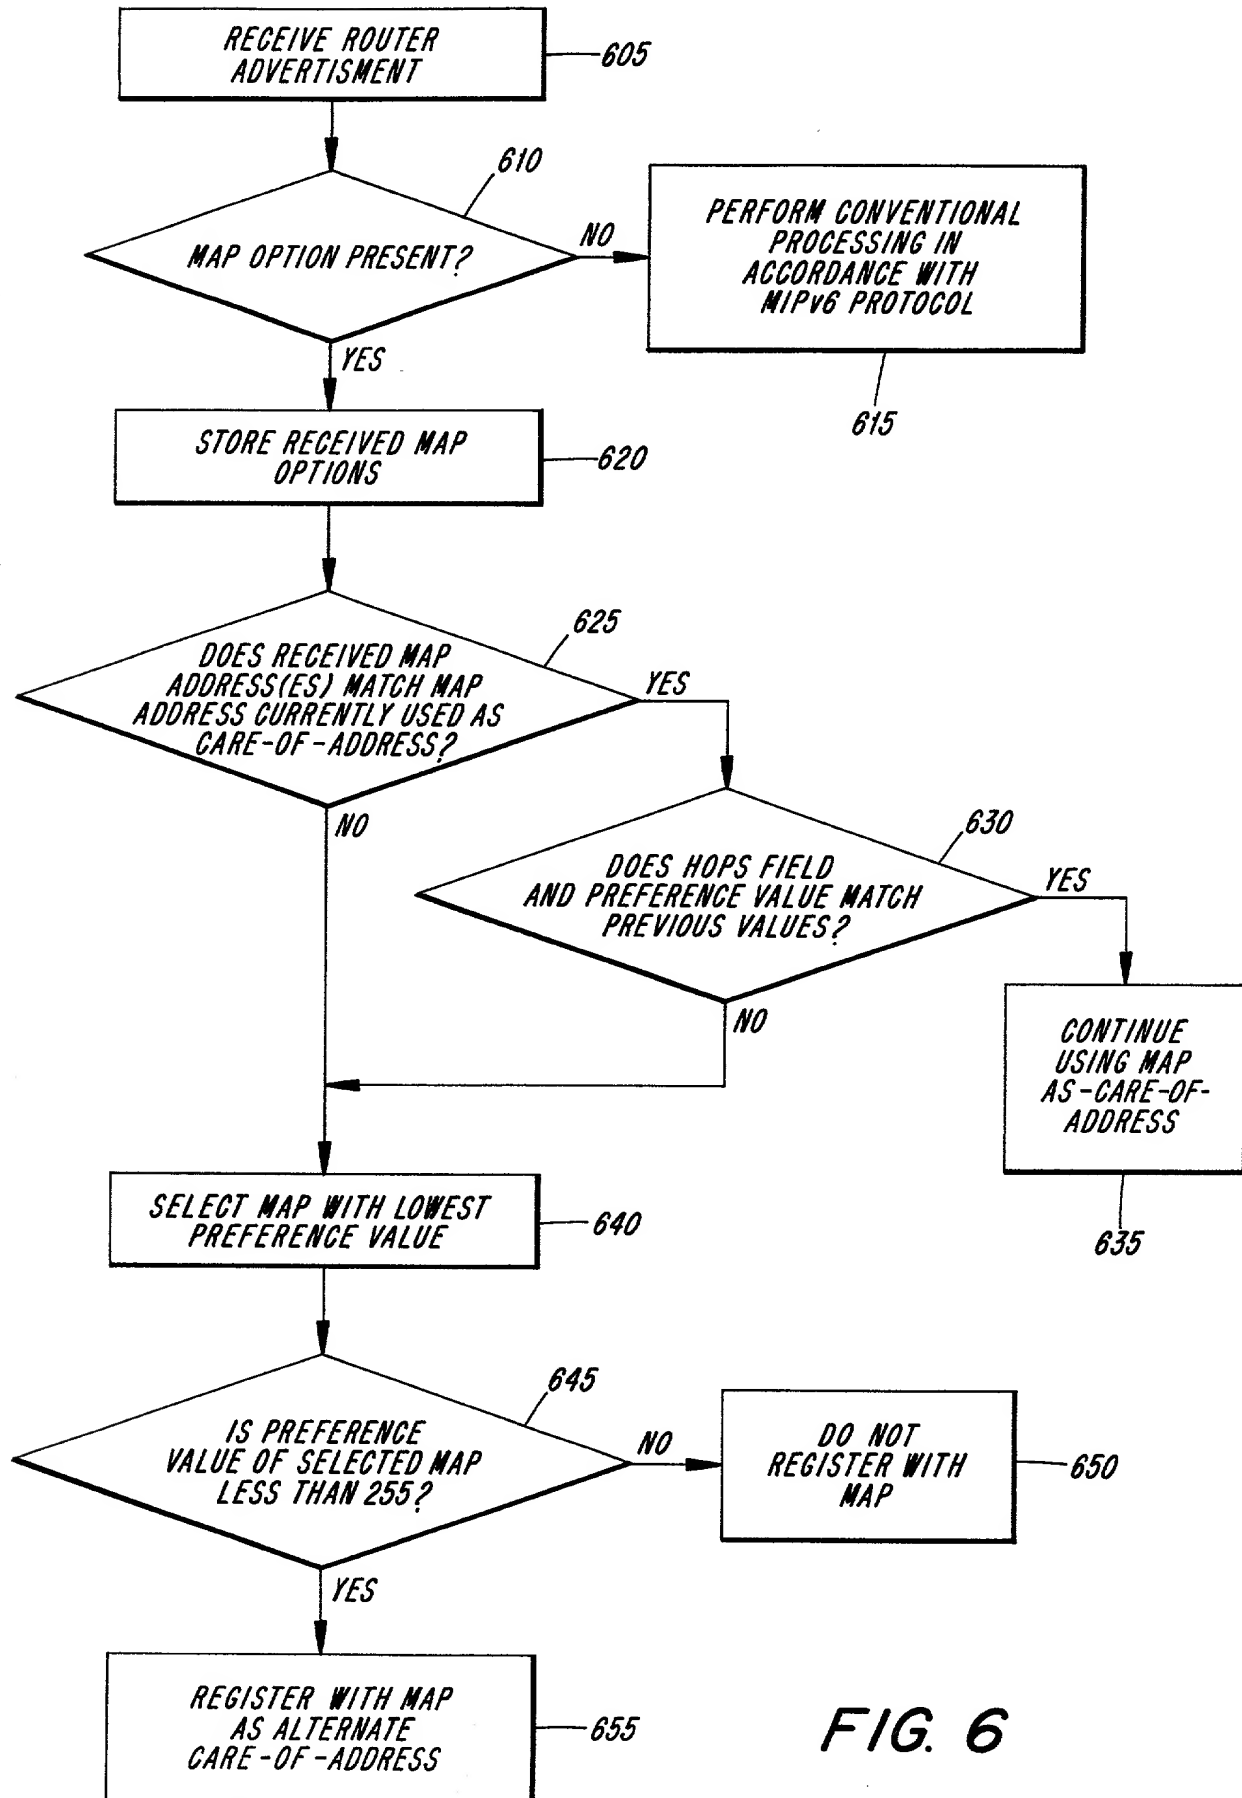 RECEIVE ROUTER
ADVERTISMENT
605
610
MAP OPTION PRESENT?
NO
PERFORM CONVENTIONAL
PROCESSING IN
ACCORDANCE WITH
MIPv6 PROTOCOL
615
YES
STORE RECEIVED MAP
OPTIONS
620
625
DOES RECEIVED MAP
ADDRESS(ES) MATCH MAP
ADDRESS CURRENTLY USED AS
CARE-OF-ADDRESS?
YES
NO
630
DOES HOPS FIELD
AND PREFERENCE VALUE MATCH
PREVIOUS VALUES?
YES
NO
CONTINUE
USING MAP
AS-CARE-OF-
ADDRESS
635
SELECT MAP WITH LOWEST
PREFERENCE VALUE
640
645
IS PREFERENCE
VALUE OF SELECTED MAP
LESS THAN 255?
NO
DO NOT
REGISTER WITH
MAP
650
YES
REGISTER WITH MAP
AS ALTERNATE
CARE-OF-ADDRESS
655
FIG. 6